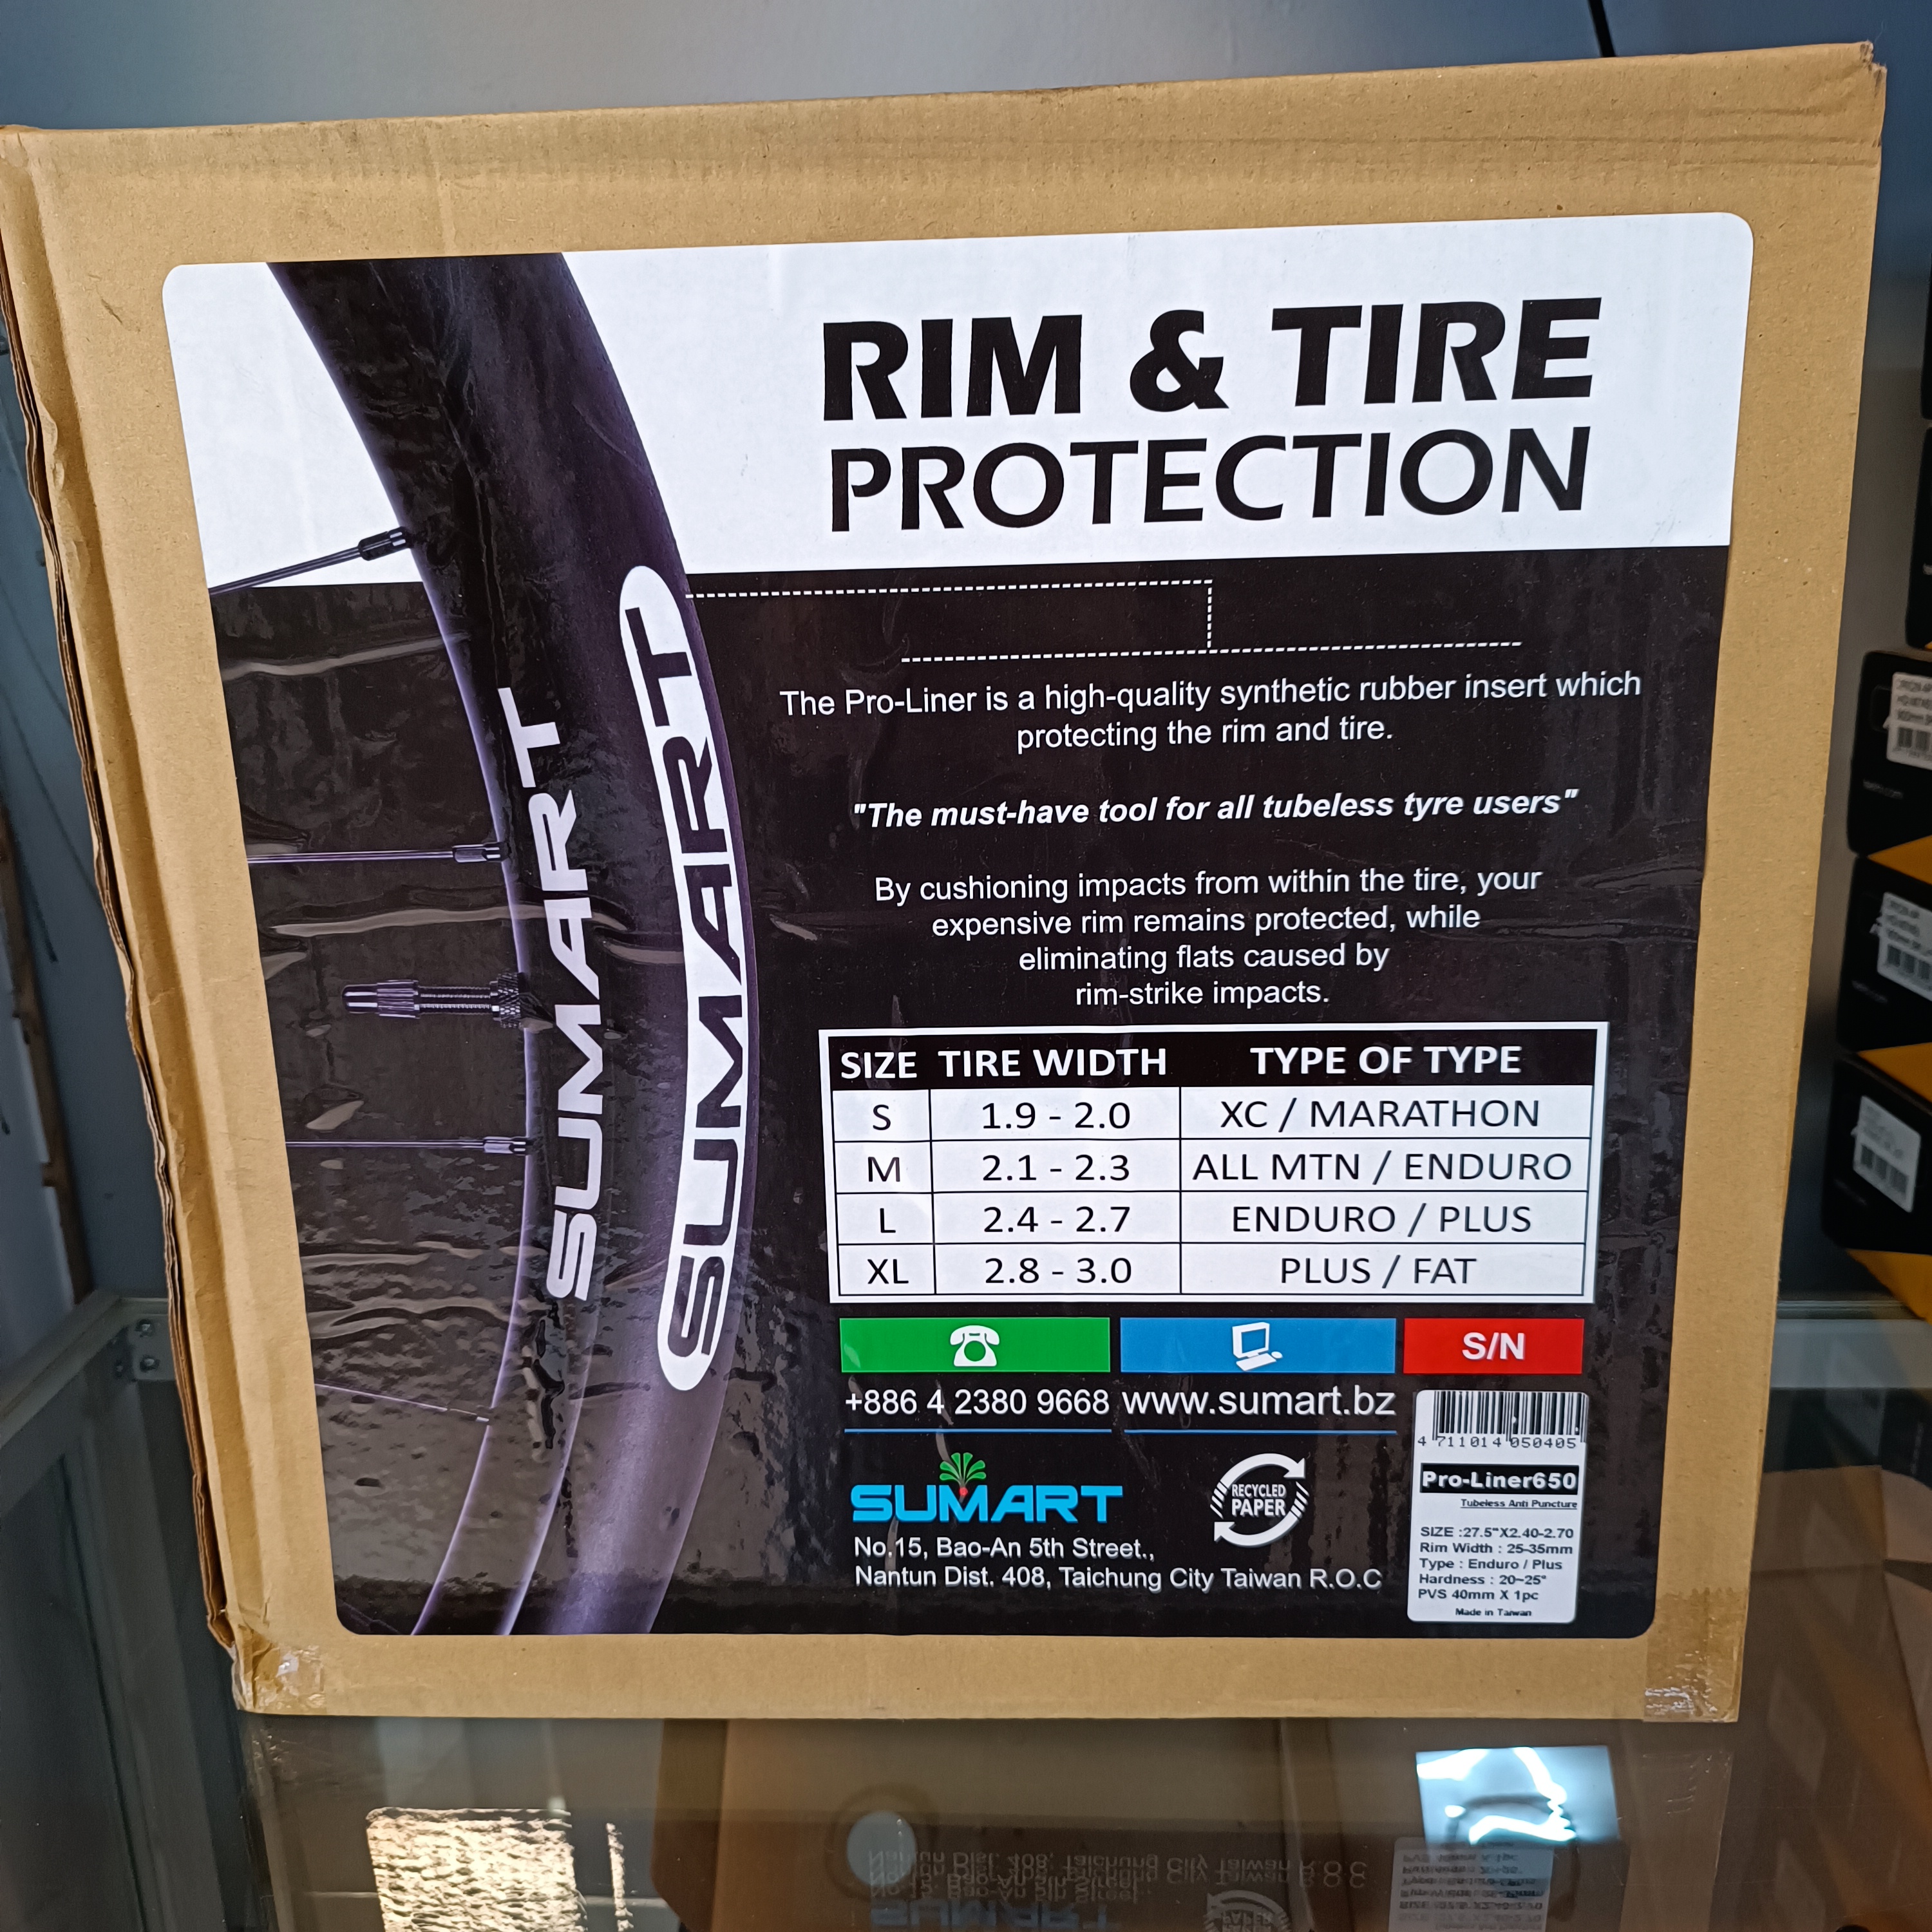 RIM & TIRE
PROTECTION
SUMART
SUMART
The Pro-Liner is a high-quality synthetic rubber insert which
protecting the rim and tire.
"The must-have tool for all tubeless tyre users"
By cushioning impacts from within the tire, your
expensive rim remains protected, while
eliminating flats caused by
rim-strike impacts.
SIZE TIRE WIDTH TYPE OF TYPE
S 1.9 - 2.0 XC / MARATHON
M 2.1 - 2.3 ALL MTN / ENDURO
L 2.4 - 2.7 ENDURO / PLUS
XL 2.8 - 3.0 PLUS / FAT
S/N
+886 4 2380 9668 www.sumart.bz
SUMART
RECYCLED
PAPER
No.15, Bao-An 5th Street.,
Nantun Dist. 408, Taichung City Taiwan R.O.C
4 711014 050405
Pro-Liner650
Tubeless Anti Puncture
SIZE :27.5"X2.40-2.70
Rim Width : 25-35mm
Type : Enduro / Plus
Hardness : 20~25°
PVS 40mm X 1pc
Made in Taiwan